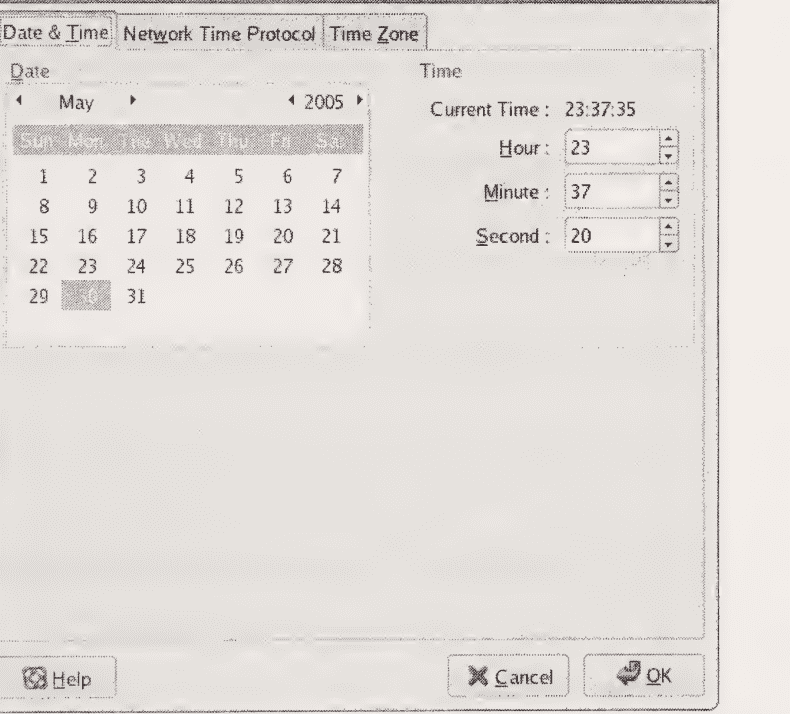 Date & Time Network Time Protocol Time Zone
Date
May 2005
Sun Mon Tue Wed Thu Fri Sat
1 2 3 4 5 6 7
8 9 10 11 12 13 14
15 16 17 18 19 20 21
22 23 24 25 26 27 28
29 30 31
Time
Current Time : 23:37:35
Hour : 23
Minute : 37
Second : 20
Help Cancel OK